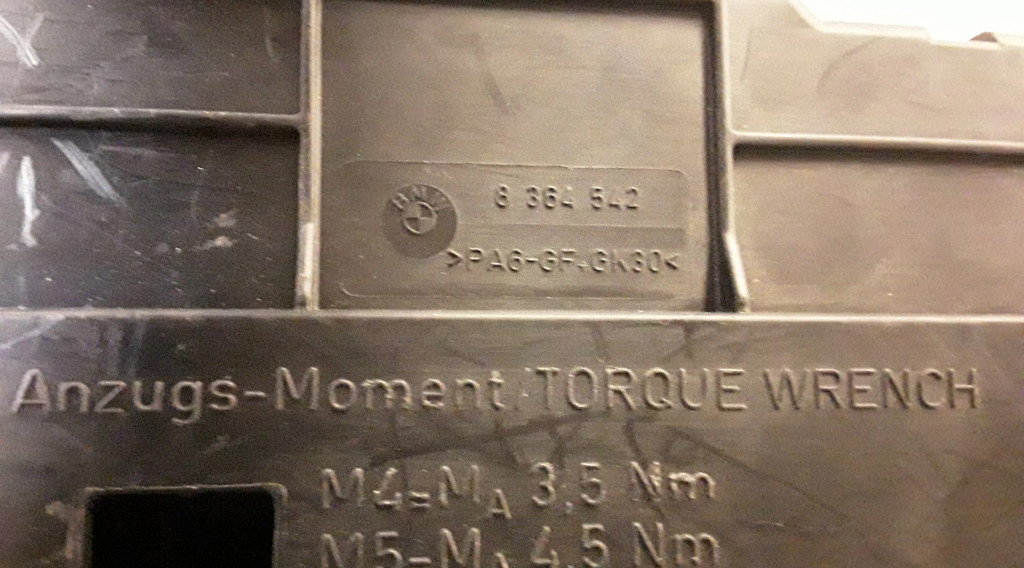 BMW
8 364 542
>PA6-GF+GK30<
Anzugs-Moment/TORQUE WRENCH
M4=MA 3,5 Nm
M5=MA 4,5 Nm